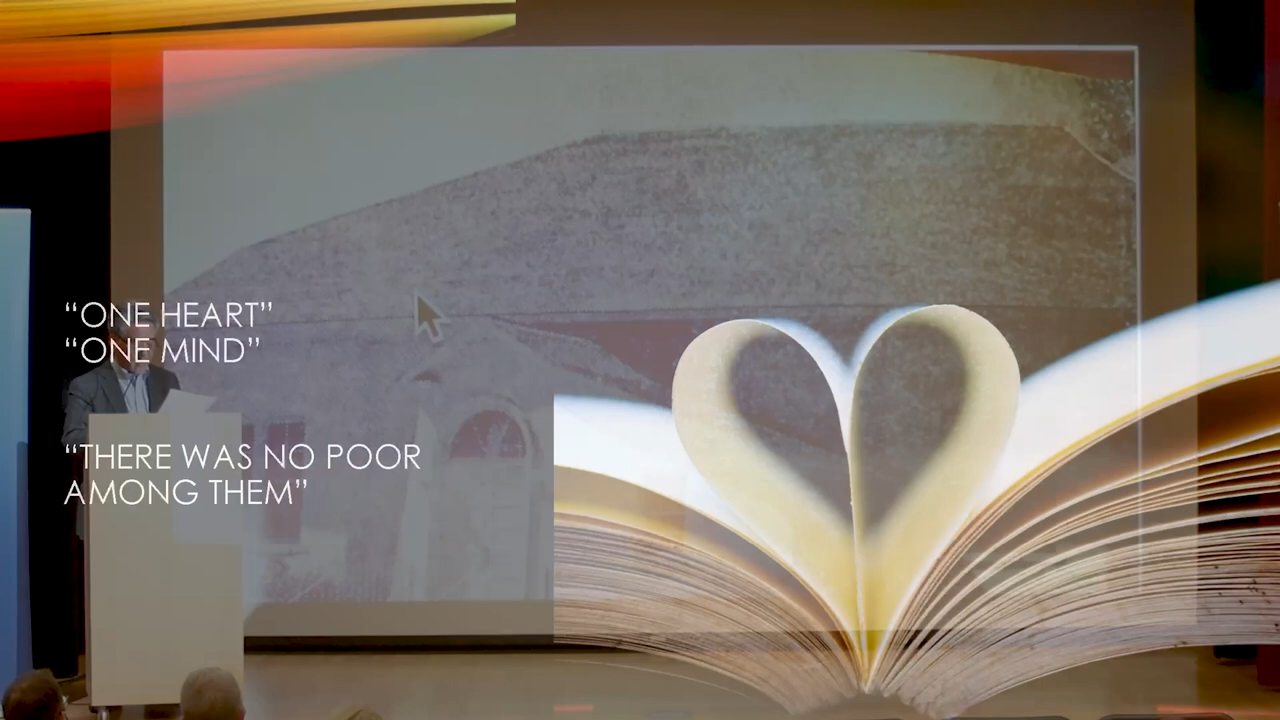 “ONE HEART”
“ONE MIND”
“THERE WAS NO POOR
AMONG THEM”